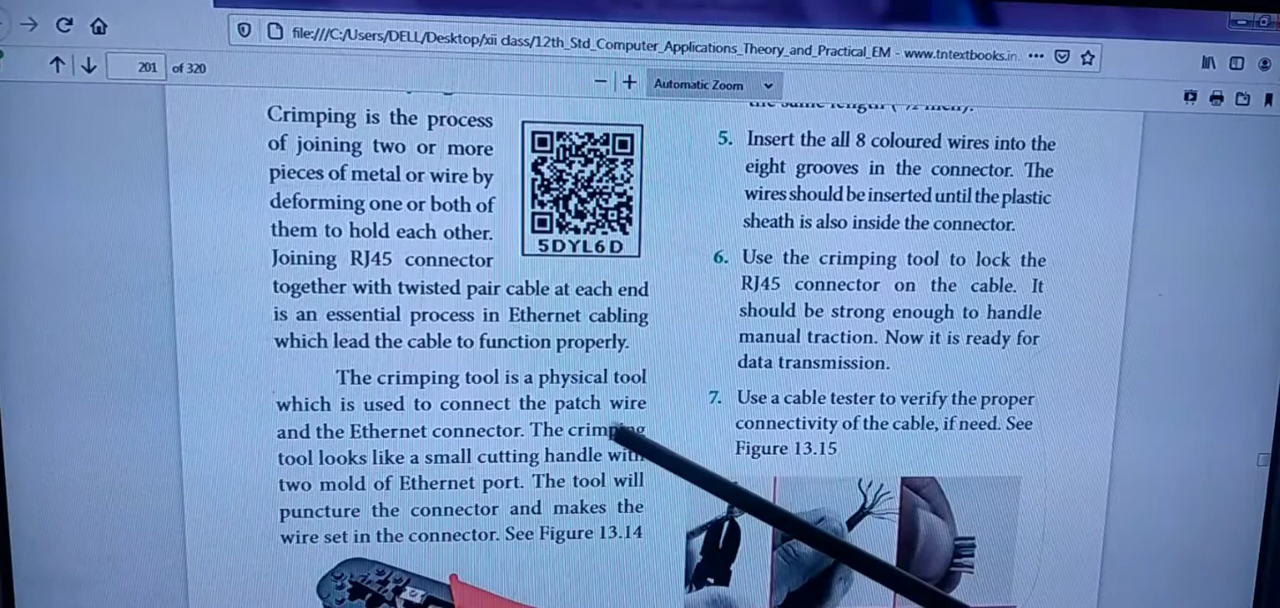 file:///C:/Users/DELL/Desktop/xii class/12th_Std_Computer_Applications_Theory_and_Practical_EM - www.tntextbooks.in
201 of 320
Automatic Zoom
Crimping is the process
of joining two or more
pieces of metal or wire by
deforming one or both of
them to hold each other.
Joining RJ45 connector
together with twisted pair cable at each end
is an essential process in Ethernet cabling
which lead the cable to function properly.
5DYL6D
The crimping tool is a physical tool
which is used to connect the patch wire
and the Ethernet connector. The crimping
tool looks like a small cutting handle with
two mold of Ethernet port. The tool will
puncture the connector and makes the
wire set in the connector. See Figure 13.14
the same length (½ inch).
5. Insert the all 8 coloured wires into the
eight grooves in the connector. The
wires should be inserted until the plastic
sheath is also inside the connector.
6. Use the crimping tool to lock the
RJ45 connector on the cable. It
should be strong enough to handle
manual traction. Now it is ready for
data transmission.
7. Use a cable tester to verify the proper
connectivity of the cable, if need. See
Figure 13.15